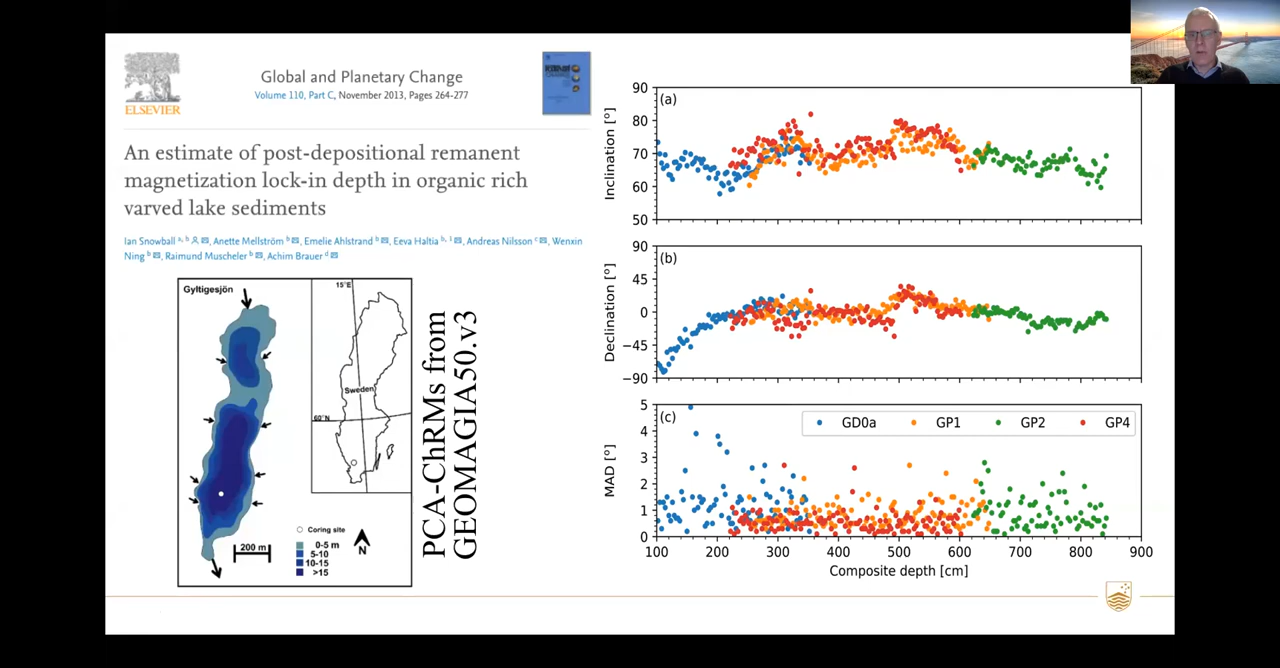 ELSEVIER
Global and Planetary Change
Volume 110, Part C, November 2013, Pages 264-277
An estimate of post-depositional remanent
magnetization lock-in depth in organic rich
varved lake sediments
Ian Snowball a, b, Anette Mellström b, Emelie Ahlstrand b, Eeva Haltia b, 1, Andreas Nilsson c, Wenxin
Ning b, Raimund Muscheler b, Achim Brauer d
Gyltigesjön
15°E
Sweden
60°N
Coring site
0-5 m
5-10
10-15
>15
200 m
N
PCA-ChRMs from
GEOMAGIA50.v3
(a)
Inclination [°]
90
80
70
60
50
(b)
Declination [°]
90
45
0
−45
−90
(c)
MAD [°]
5
4
3
2
1
0
GD0a GP1 GP2 GP4
100 200 300 400 500 600 700 800 900
Composite depth [cm]